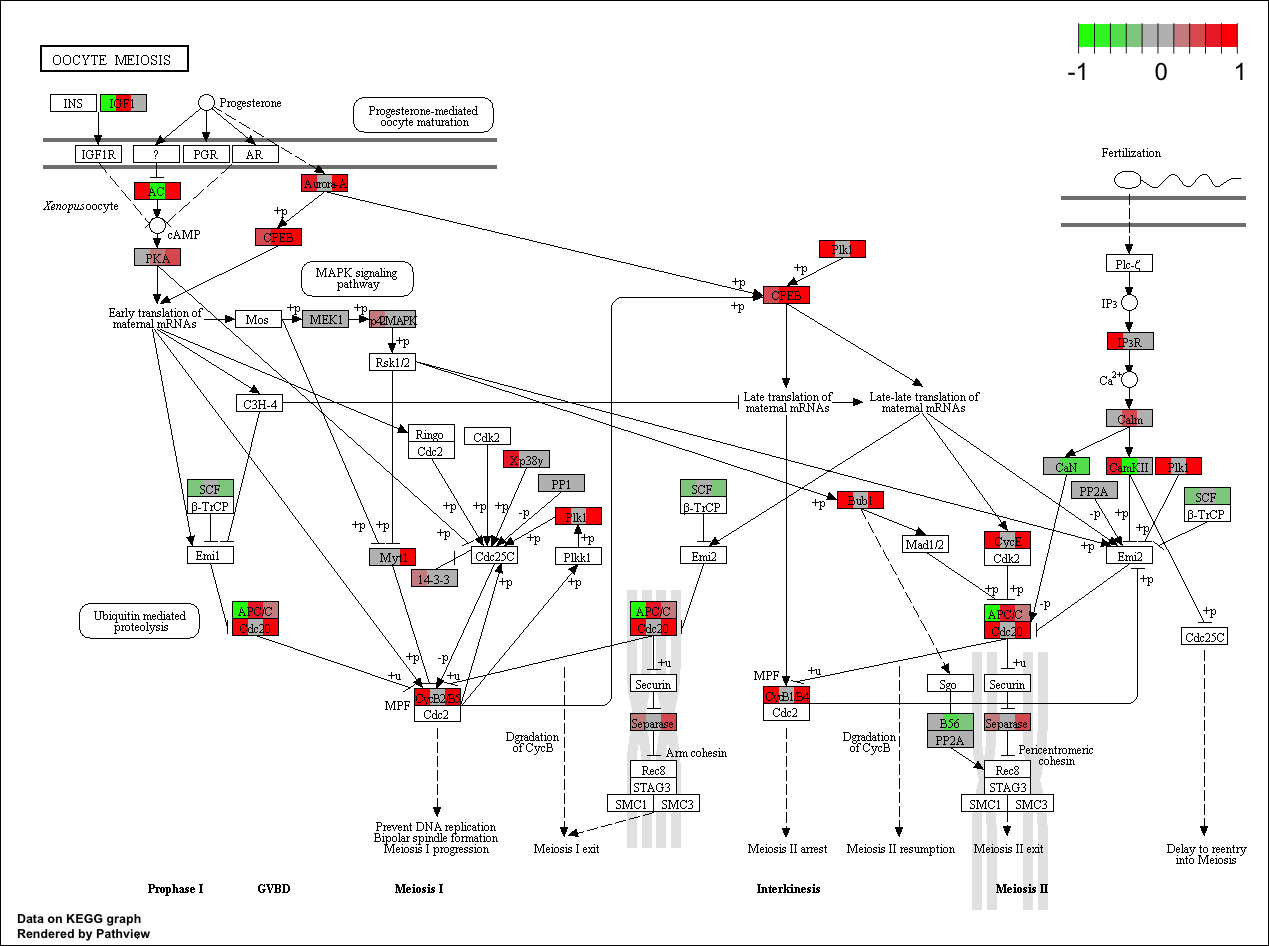 OOCYTE MEIOSIS
-1 0 1
INS
IGF1
Progesterone
Progesterone-mediated
oocyte maturation
IGF1R
?
PGR
AR
Fertilization
AC
Aurora-A
Xenopus oocyte
cAMP
+p
CPEB
PKA
MAPK signaling
pathway
Plk1
+p
+p
CPEB
+p
Plc-ξ
IP3
Early translation of
maternal mRNAs
Mos
+p
MEK1
+p
p42MAPK
+p
Rsk1/2
IP3R
Ca2+
C3H-4
Late translation of
maternal mRNAs
Late-late translation of
maternal mRNAs
Calm
Ringo
Cdc2
Cdk2
Xp38γ
PP1
CaN
CamKII
Plk1
SCF
β-TrCP
+p
+p
+p
+p
+p
-p
Plk1
SCF
β-TrCP
+p
Bub1
PP2A
-p
+p
+p
SCF
β-TrCP
Emi1
Myt1
Cdc25C
+p
+p
Plkk1
14-3-3
+p
+p
Emi2
Mad1/2
CycE
Cdk2
+p
Emi2
+p
+p
+p
-p
Ubiquitin mediated
proteolysis
APC/C
Cdc20
APC/C
Cdc20
APC/C
Cdc20
+p
Cdc25C
+p
-p
+u
+u
+u
+u
+u
MPF
CycB2/B5
Cdc2
Securin
MPF
CycB1/B4
Cdc2
Sgo
Securin
Separase
B56
PP2A
Separase
Dgradation
of CycB
Arm cohesin
Dgradation
of CycB
Pericentromeric
cohesin
Rec8
STAG3
SMC1
SMC3
Rec8
STAG3
SMC1
SMC3
Prevent DNA replication
Bipolar spindle formation
Meiosis I progression
Meiosis I exit
Meiosis II arrest
Meiosis II resumption
Meiosis II exit
Delay to reentry
into Meiosis
Prophase I
GVBD
Meiosis I
Interkinesis
Meiosis II
Data on KEGG graph
Rendered by Pathview